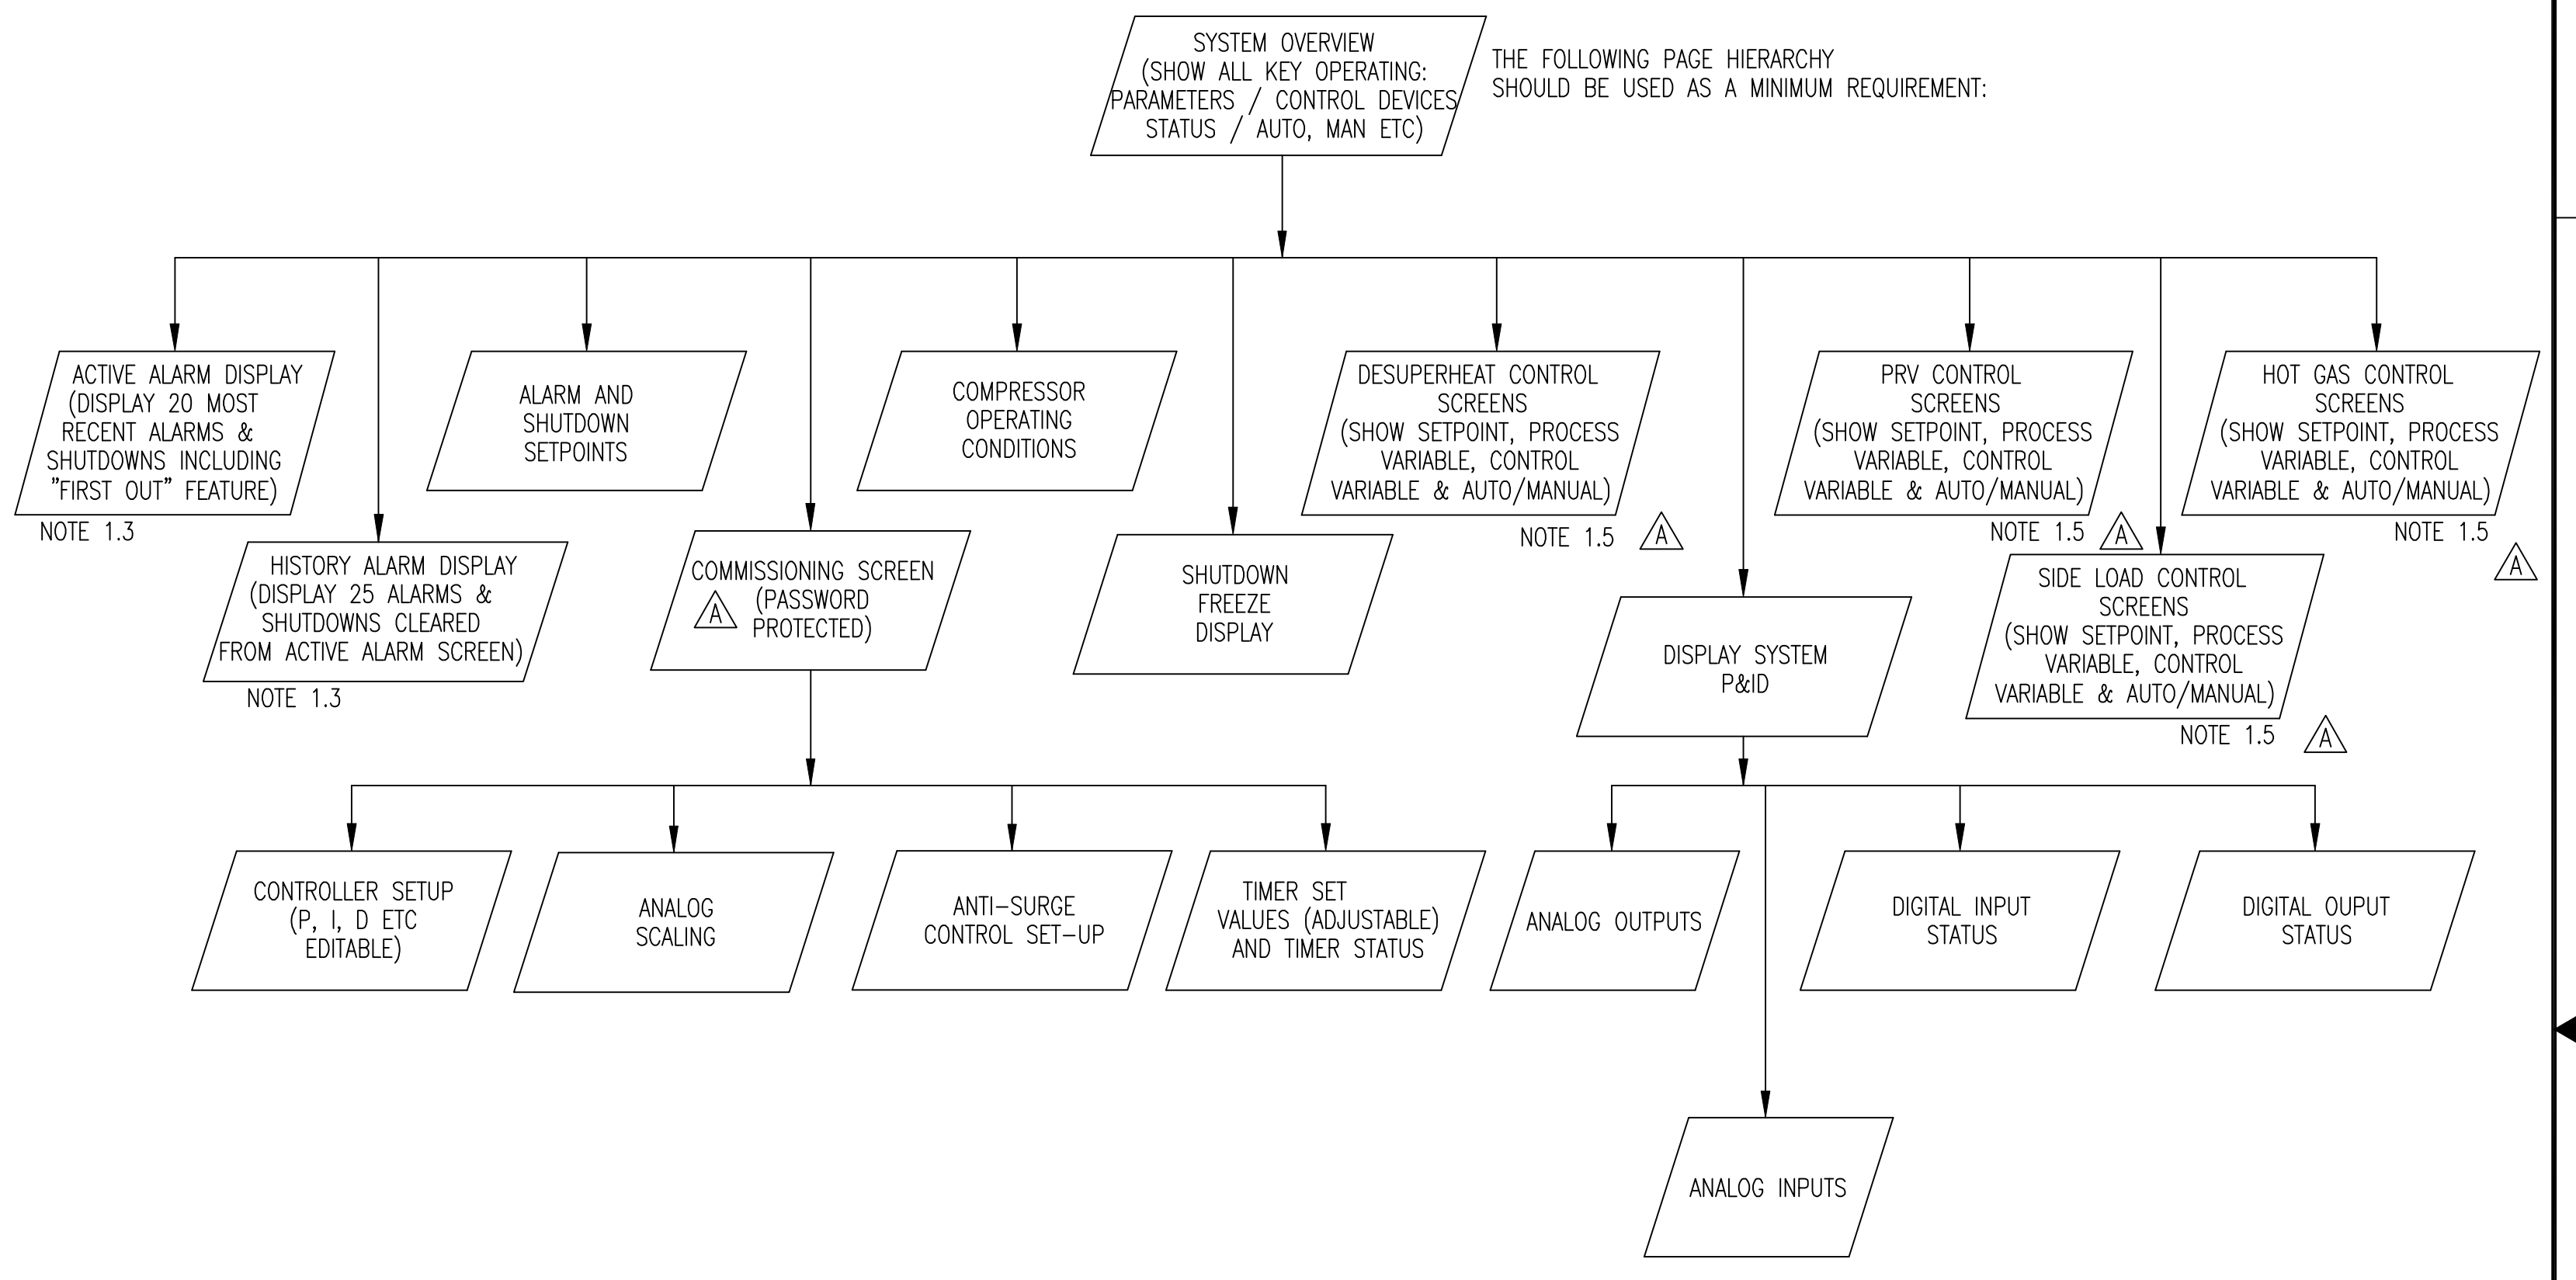 SYSTEM OVERVIEW
(SHOW ALL KEY OPERATING:
PARAMETERS / CONTROL DEVICES
STATUS / AUTO, MAN ETC)
THE FOLLOWING PAGE HIERARCHY
SHOULD BE USED AS A MINIMUM REQUIREMENT:
ACTIVE ALARM DISPLAY
(DISPLAY 20 MOST
RECENT ALARMS &
SHUTDOWNS INCLUDING
"FIRST OUT" FEATURE)
NOTE 1.3
HISTORY ALARM DISPLAY
(DISPLAY 25 ALARMS &
SHUTDOWNS CLEARED
FROM ACTIVE ALARM SCREEN)
NOTE 1.3
ALARM AND
SHUTDOWN
SETPOINTS
COMMISSIONING SCREEN
(PASSWORD
PROTECTED)
A
COMPRESSOR
OPERATING
CONDITIONS
SHUTDOWN
FREEZE
DISPLAY
DESUPERHEAT CONTROL
SCREENS
(SHOW SETPOINT, PROCESS
VARIABLE, CONTROL
VARIABLE & AUTO/MANUAL)
NOTE 1.5
A
DISPLAY SYSTEM
P&ID
PRV CONTROL
SCREENS
(SHOW SETPOINT, PROCESS
VARIABLE, CONTROL
VARIABLE & AUTO/MANUAL)
NOTE 1.5
A
SIDE LOAD CONTROL
SCREENS
(SHOW SETPOINT, PROCESS
VARIABLE, CONTROL
VARIABLE & AUTO/MANUAL)
NOTE 1.5
A
HOT GAS CONTROL
SCREENS
(SHOW SETPOINT, PROCESS
VARIABLE, CONTROL
VARIABLE & AUTO/MANUAL)
NOTE 1.5
A
CONTROLLER SETUP
(P, I, D ETC
EDITABLE)
ANALOG
SCALING
ANTI-SURGE
CONTROL SET-UP
TIMER SET
VALUES (ADJUSTABLE)
AND TIMER STATUS
ANALOG OUTPUTS
DIGITAL INPUT
STATUS
DIGITAL OUPUT
STATUS
ANALOG INPUTS